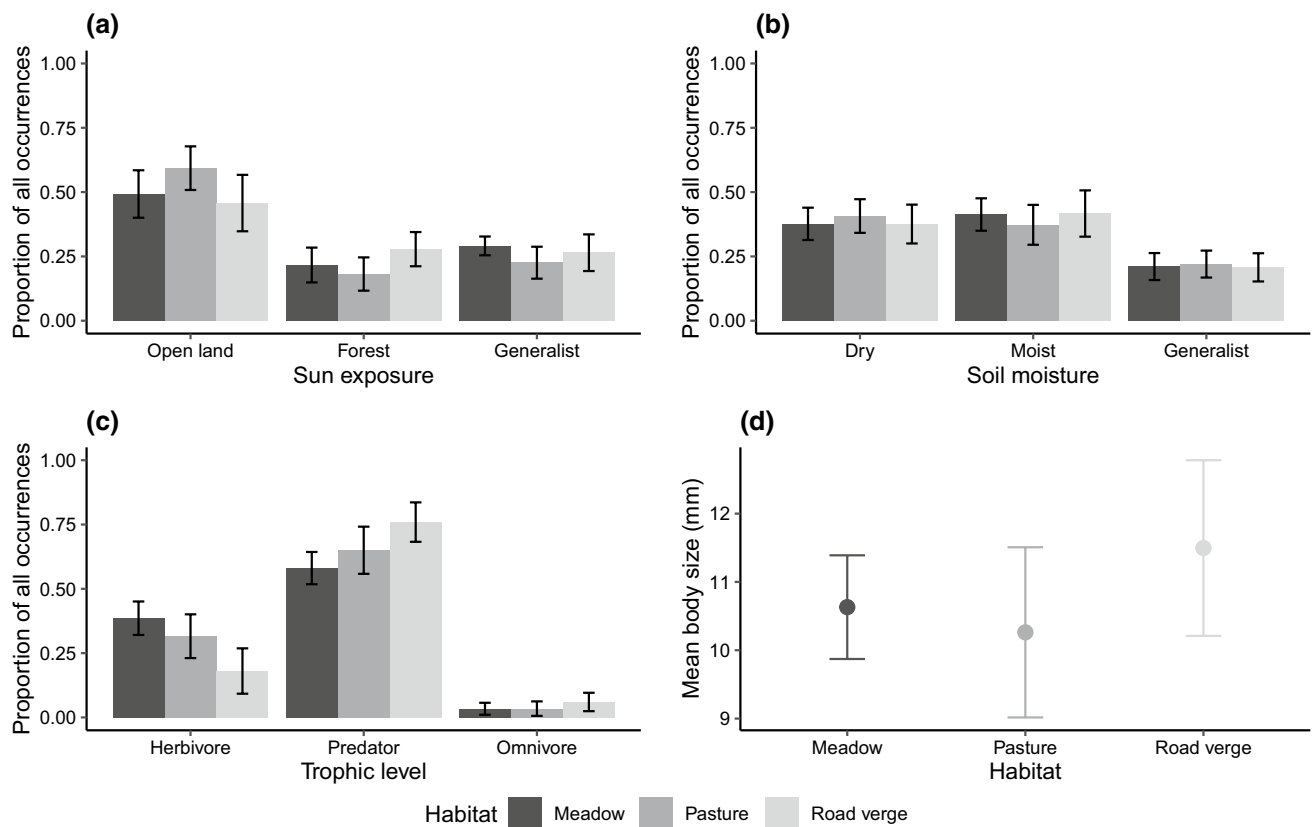 (a)
Proportion of all occurrences
1.00
0.75
0.50
0.25
0.00
Open land Forest Generalist
Sun exposure
(b)
Proportion of all occurrences
1.00
0.75
0.50
0.25
0.00
Dry Moist Generalist
Soil moisture
(c)
Proportion of all occurrences
1.00
0.75
0.50
0.25
0.00
Herbivore Predator Omnivore
Trophic level
(d)
Mean body size (mm)
12
11
10
9
Meadow Pasture Road verge
Habitat
Habitat Meadow Pasture Road verge